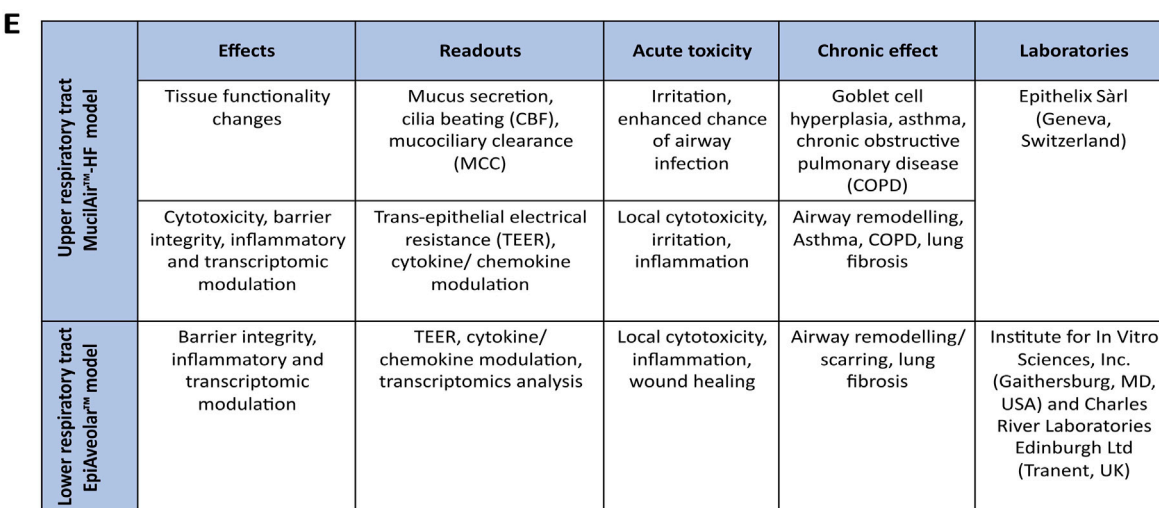 E
Effects
Readouts
Acute toxicity
Chronic effect
Laboratories
Upper respiratory tract
MucilAir™-HF model
Tissue functionality
changes
Mucus secretion,
cilia beating (CBF),
mucociliary clearance
(MCC)
Irritation,
enhanced chance
of airway
infection
Goblet cell
hyperplasia, asthma,
chronic obstructive
pulmonary disease
(COPD)
Epithelix Sàrl
(Geneva,
Switzerland)
Cytotoxicity, barrier
integrity, inflammatory
and transcriptomic
modulation
Trans-epithelial electrical
resistance (TEER),
cytokine/ chemokine
modulation
Local cytotoxicity,
irritation,
inflammation
Airway remodelling,
Asthma, COPD, lung
fibrosis
Lower respiratory tract
EpiAveolar™ model
Barrier integrity,
inflammatory and
transcriptomic
modulation
TEER, cytokine/
chemokine modulation,
transcriptomics analysis
Local cytotoxicity,
inflammation,
wound healing
Airway remodelling/
scarring, lung
fibrosis
Institute for In Vitro
Sciences, Inc.
(Gaithersburg, MD,
USA) and Charles
River Laboratories
Edinburgh Ltd
(Tranent, UK)